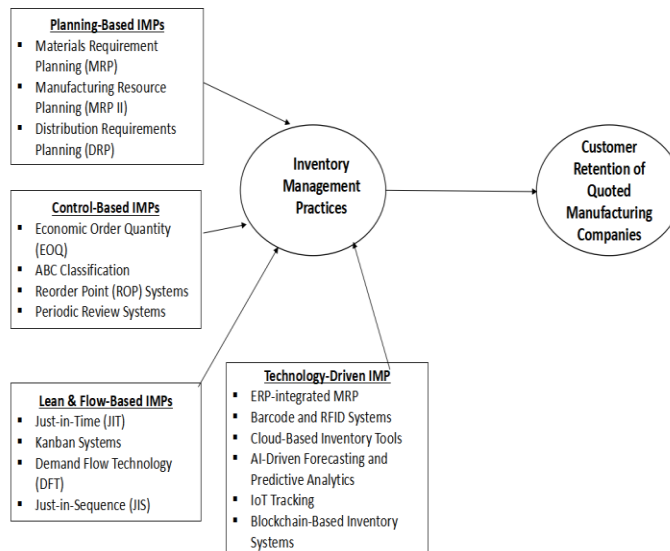 Planning-Based IMPs
▪ Materials Requirement
Planning (MRP)
▪ Manufacturing Resource
Planning (MRP II)
▪ Distribution Requirements
Planning (DRP)
Inventory
Management
Practices
Customer
Retention of
Quoted
Manufacturing
Companies
Control-Based IMPs
▪ Economic Order Quantity
(EOQ)
▪ ABC Classification
▪ Reorder Point (ROP) Systems
▪ Periodic Review Systems
Lean & Flow-Based IMPs
▪ Just-in-Time (JIT)
▪ Kanban Systems
▪ Demand Flow Technology
(DFT)
▪ Just-in-Sequence (JIS)
Technology-Driven IMP
▪ ERP-integrated MRP
▪ Barcode and RFID Systems
▪ Cloud-Based Inventory Tools
▪ AI-Driven Forecasting and
Predictive Analytics
▪ IoT Tracking
▪ Blockchain-Based Inventory
Systems